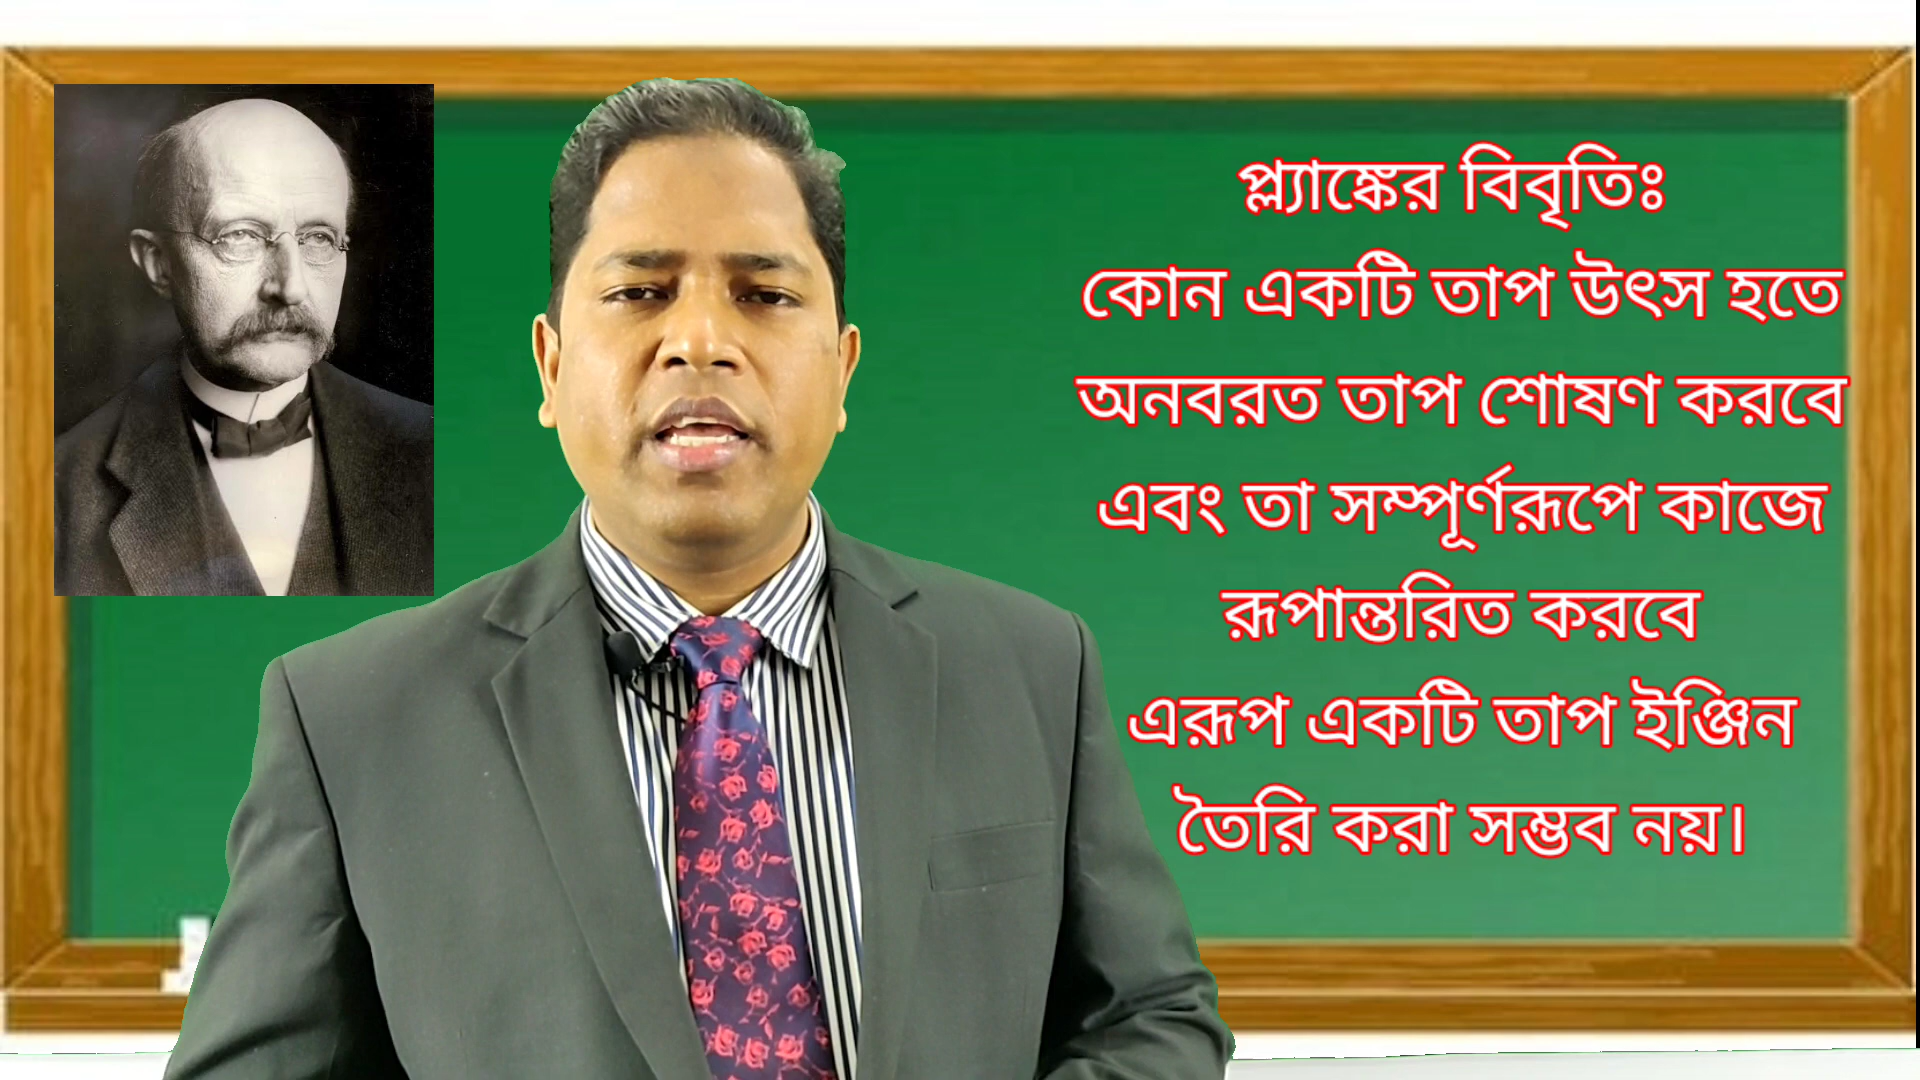 প্ল্যাঙ্কের বিবৃতিঃ
কোন একটি তাপ উৎস হতে
অনবরত তাপ শোষণ করবে
এবং তা সম্পূর্ণরূপে কাজে
রূপান্তরিত করবে
এরূপ একটি তাপ ইঞ্জিন
তৈরি করা সম্ভব নয়।